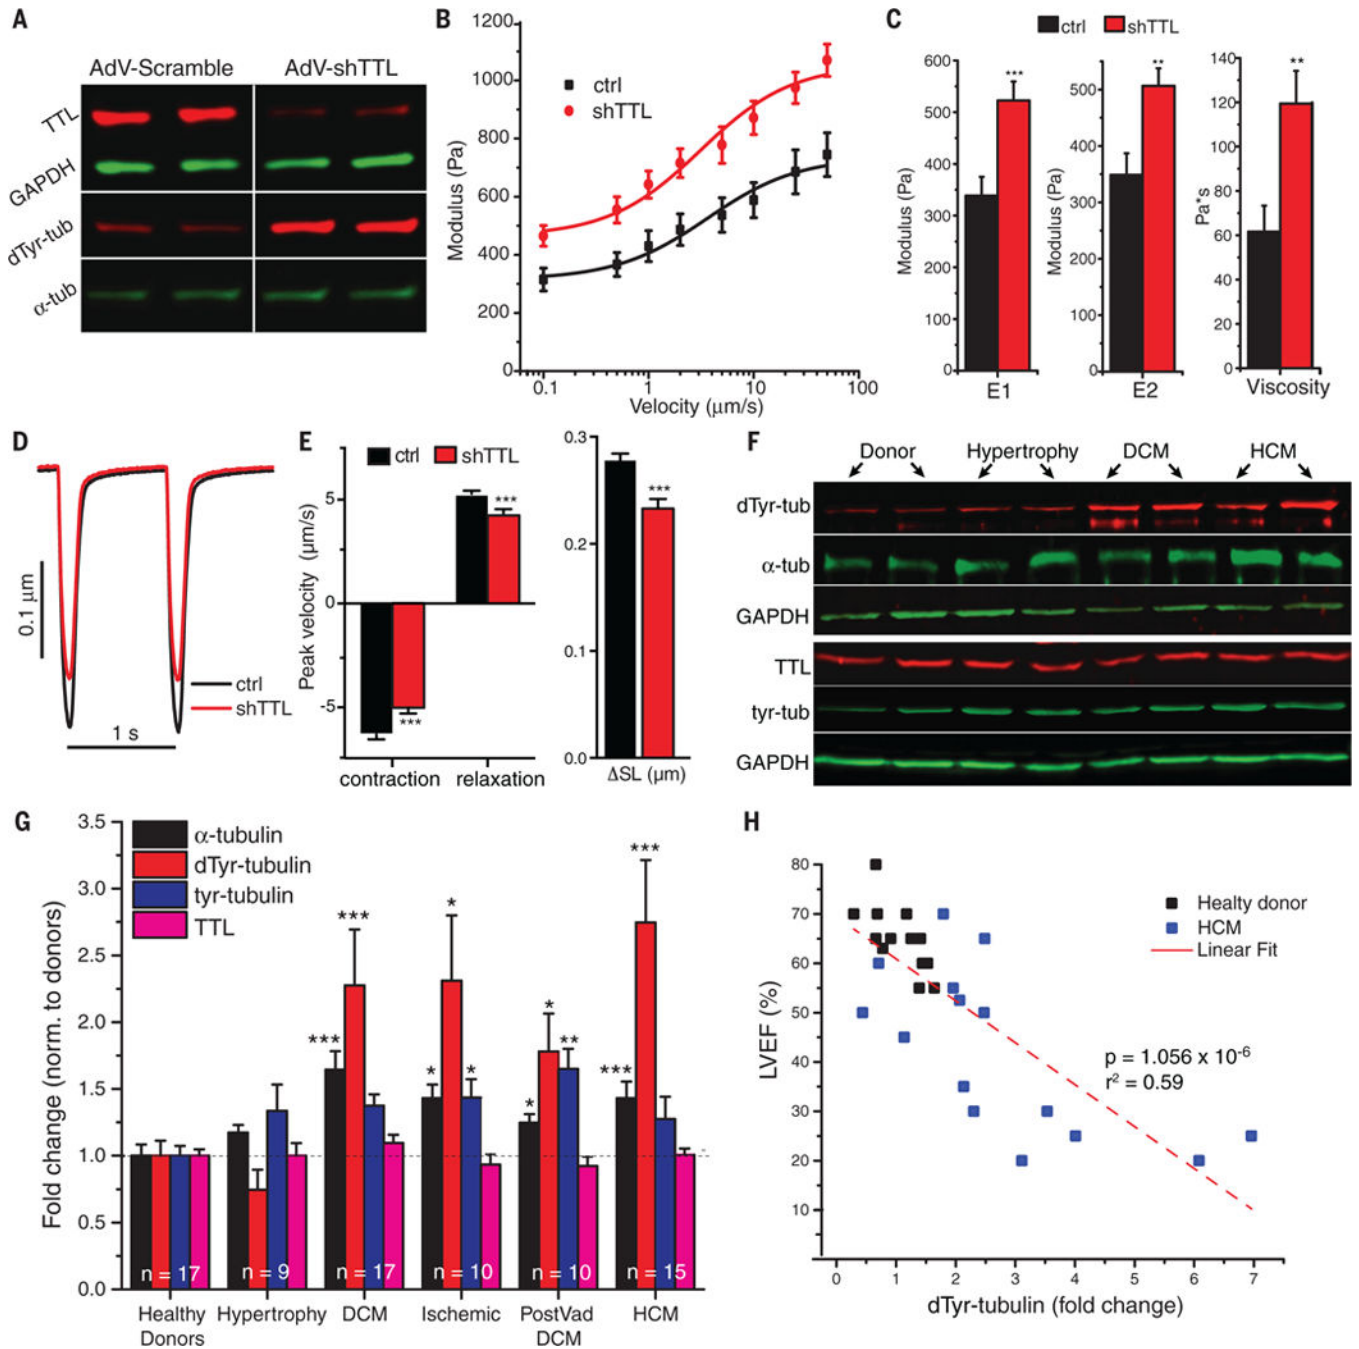 A
AdV-Scramble AdV-shTTL
TTL
GAPDH
dTyr-tub
α-tub
B
1200
1000
800
600
400
200
0
Modulus (Pa)
ctrl
shTTL
0.1 1 10 100
Velocity (μm/s)
C
ctrl shTTL
600
500
400
300
200
100
0
Modulus (Pa)
***
E1
500
400
300
200
100
0
Modulus (Pa)
**
E2
140
120
100
80
60
40
20
0
Pa*s
**
Viscosity
D
0.1 μm
ctrl
shTTL
1 s
E
ctrl shTTL
5
0
-5
Peak velocity (μm/s)
***
***
contraction relaxation
0.3
0.2
0.1
0.0
***
ΔSL (μm)
F
Donor Hypertrophy DCM HCM
dTyr-tub
α-tub
GAPDH
TTL
tyr-tub
GAPDH
G
3.5
3.0
2.5
2.0
1.5
1.0
0.5
0.0
Fold change (norm. to donors)
α-tubulin
dTyr-tubulin
tyr-tubulin
TTL
*** *** * * * * * ** *** ***
n = 17 n = 9 n = 17 n = 10 n = 10 n = 15
Healthy Donors
Hypertrophy
DCM
Ischemic
PostVad DCM
HCM
H
80
70
60
50
40
30
20
10
LVEF (%)
Healty donor
HCM
Linear Fit
p = 1.056 x 10⁻⁶
r² = 0.59
0 1 2 3 4 5 6 7
dTyr-tubulin (fold change)